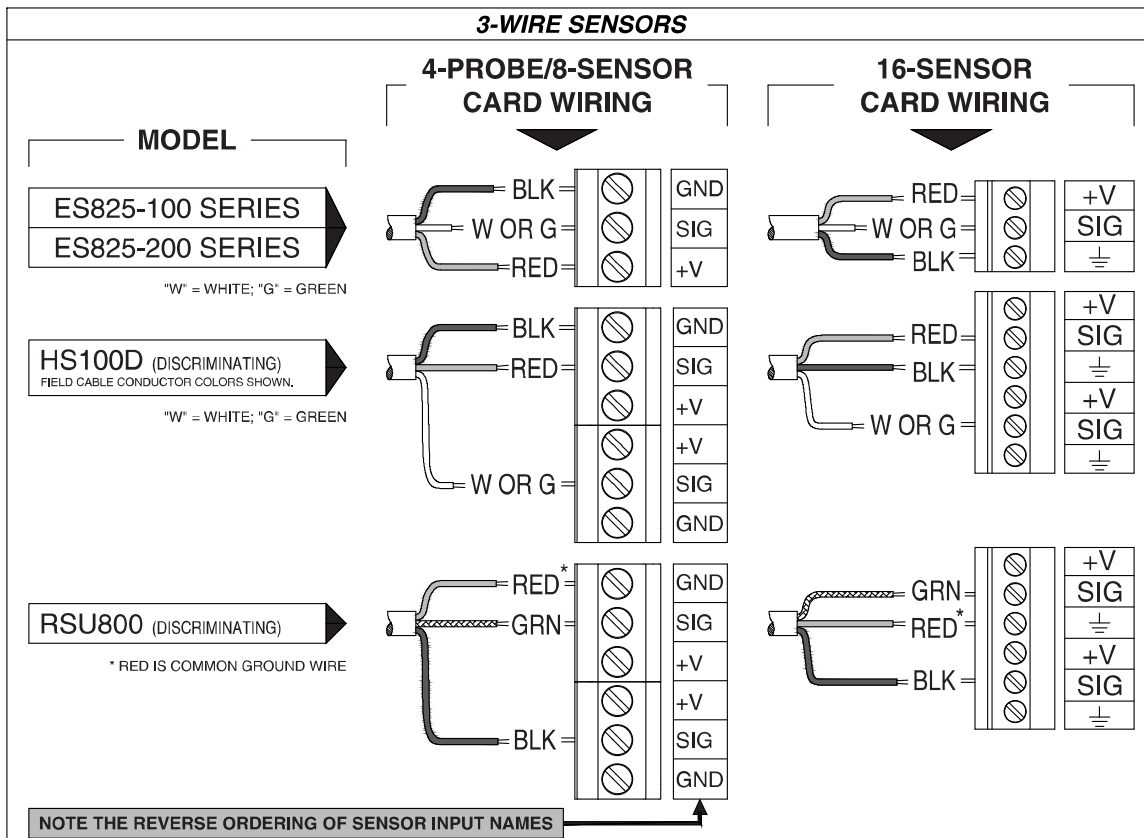 3-WIRE SENSORS
4-PROBE/8-SENSOR
CARD WIRING
16-SENSOR
CARD WIRING
MODEL
ES825-100 SERIES
ES825-200 SERIES
"W" = WHITE; "G" = GREEN
BLK
W OR G
RED
GND
SIG
+V
RED
W OR G
BLK
+V
SIG
HS100D (DISCRIMINATING)
FIELD CABLE CONDUCTOR COLORS SHOWN.
"W" = WHITE; "G" = GREEN
BLK
RED
W OR G
GND
SIG
+V
+V
SIG
GND
RED
BLK
W OR G
+V
SIG
+V
SIG
RSU800 (DISCRIMINATING)
* RED IS COMMON GROUND WIRE
RED*
GRN
BLK
GND
SIG
+V
+V
SIG
GND
GRN
RED*
BLK
+V
SIG
+V
SIG
NOTE THE REVERSE ORDERING OF SENSOR INPUT NAMES